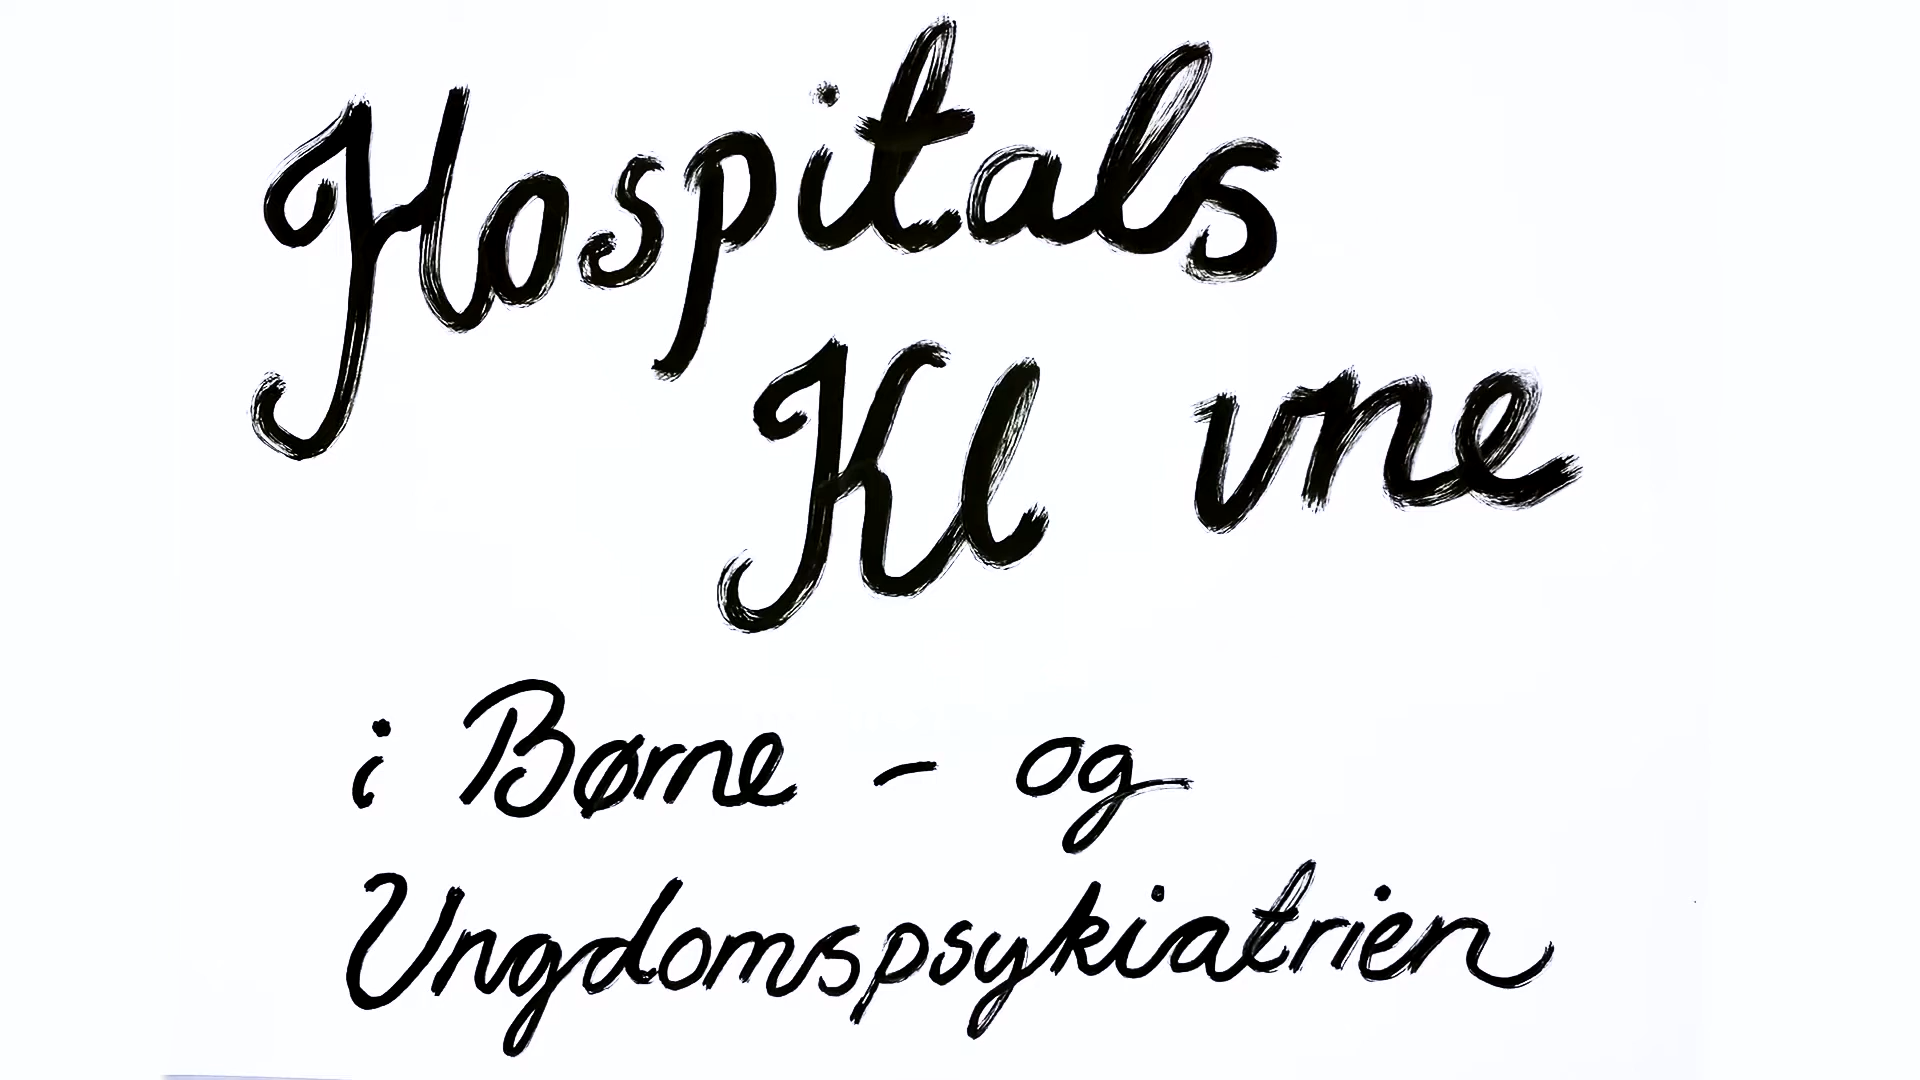 Hospitals
Kl vne
i Børne - og
Ungdomspsykiatrien